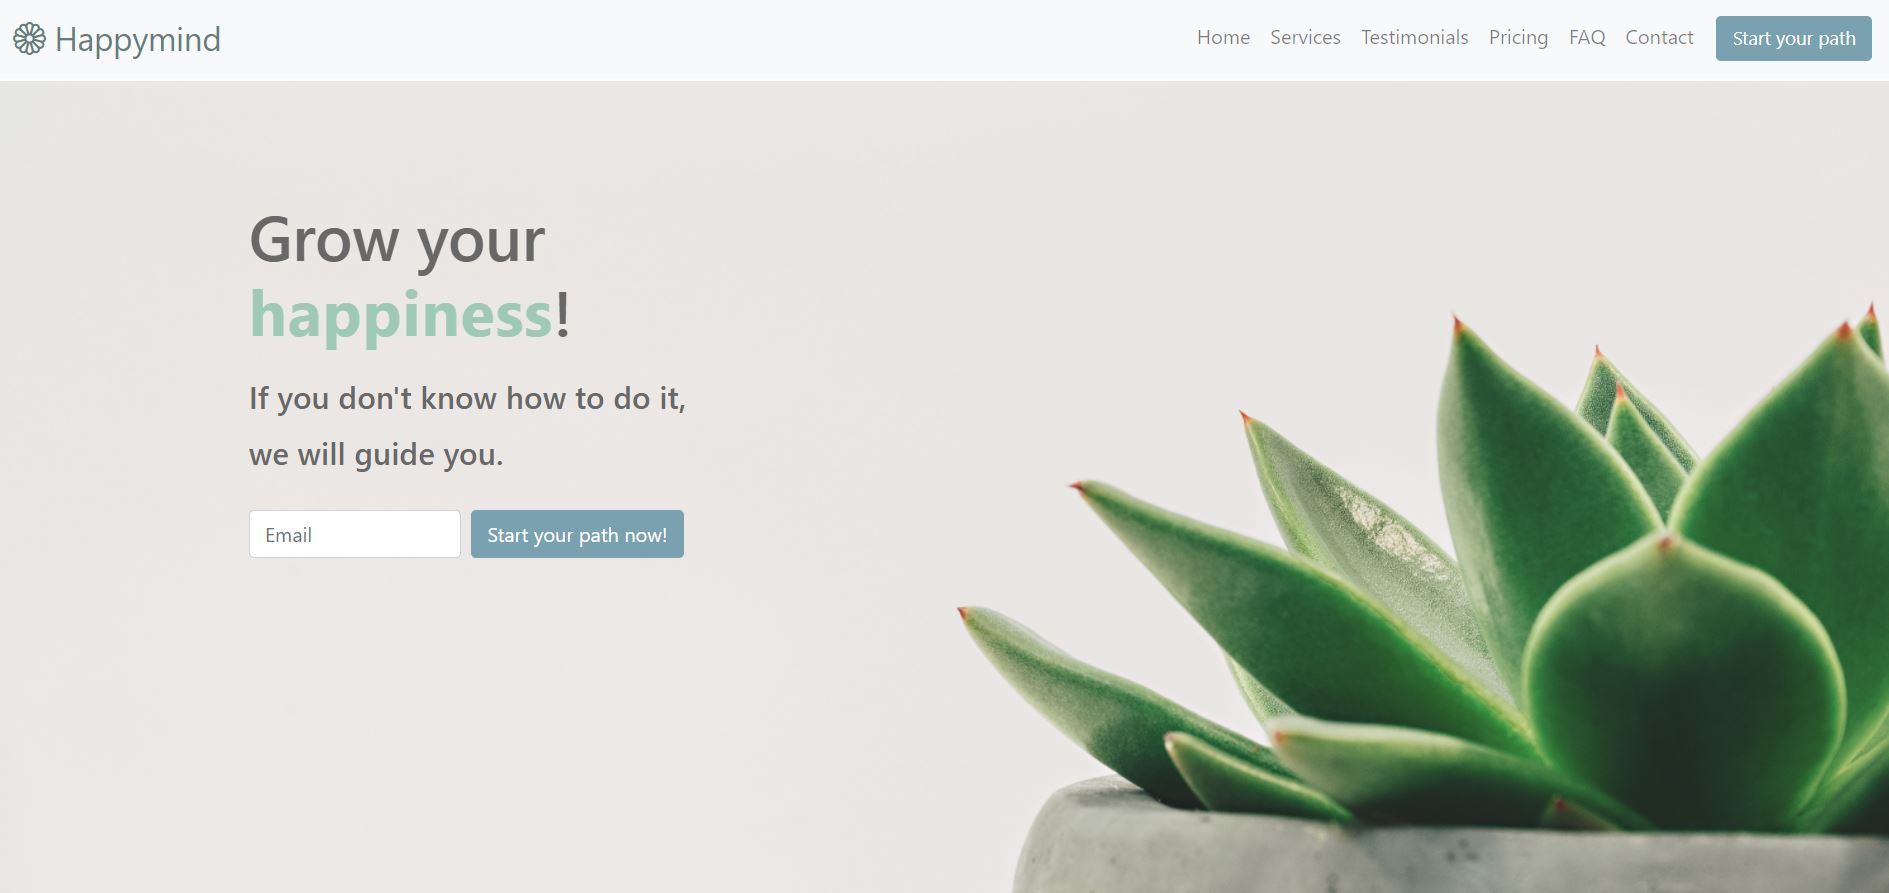 Happymind
Home Services Testimonials Pricing FAQ Contact Start your path
Grow your
happiness!
If you don't know how to do it,
we will guide you.
Email Start your path now!